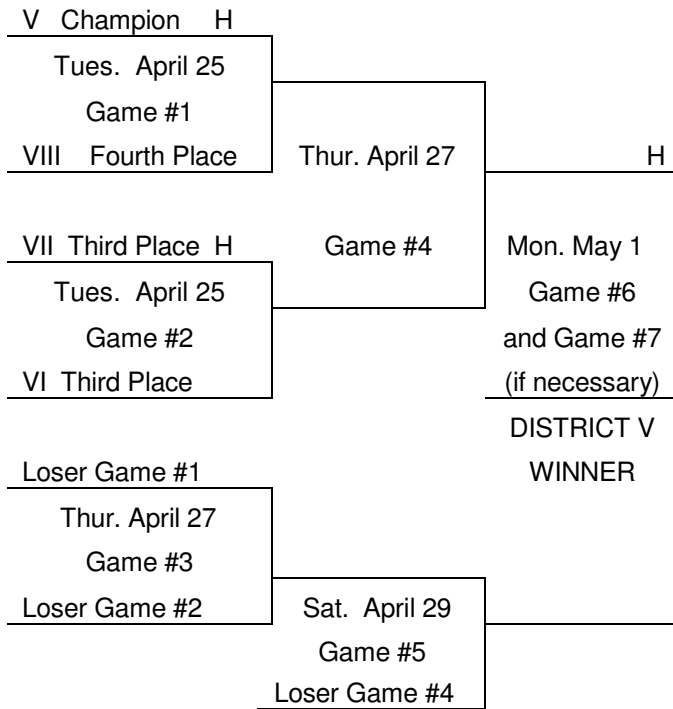 V Champion H
Tues. April 25
Game #1
VIII Fourth Place
Thur. April 27
H
VII Third Place H
Game #4
Mon. May 1
Tues. April 25
Game #6
Game #2
and Game #7
VI Third Place
(if necessary)
DISTRICT V
Loser Game #1
WINNER
Thur. April 27
Game #3
Loser Game #2
Sat. April 29
Game #5
Loser Game #4